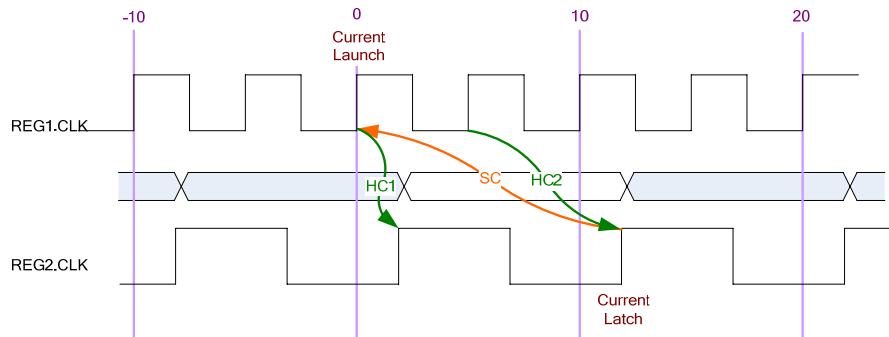 -10
0
10
20
Current
Launch
REG1.CLK
HC1
SC
HC2
REG2.CLK
Current
Latch